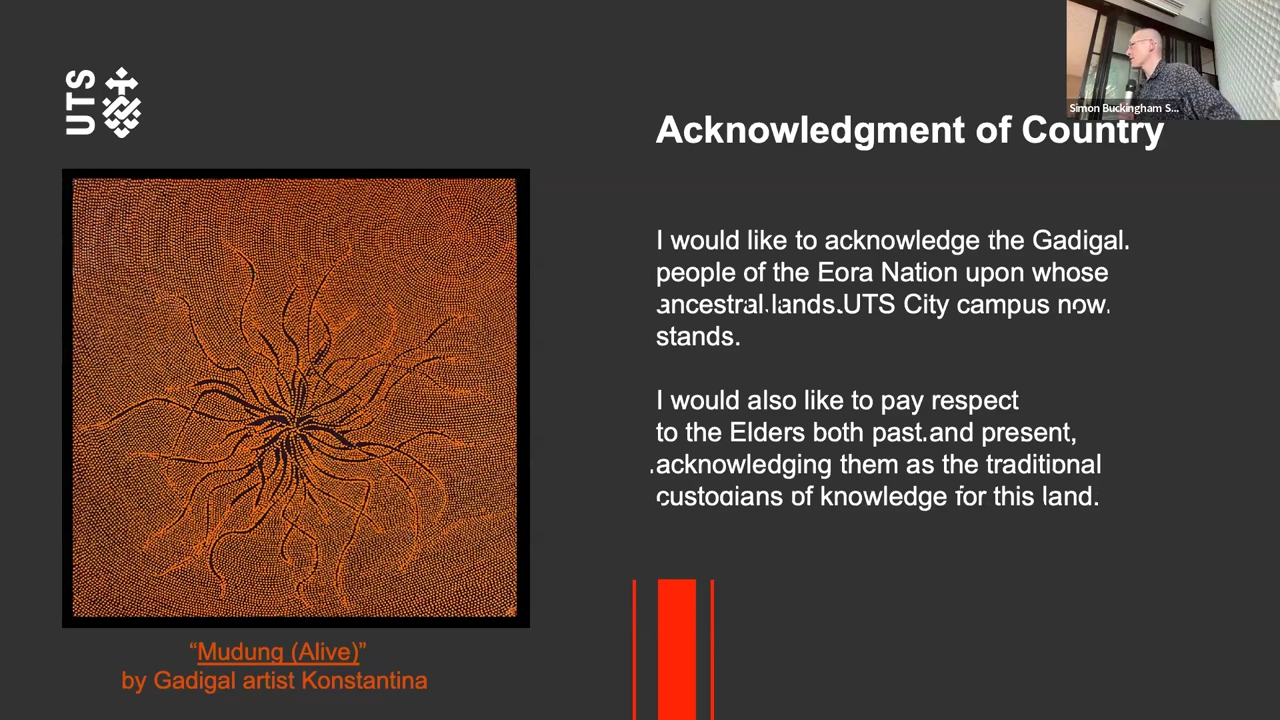 UTS
Simon Buckingham S...
Acknowledgment of Country
I would like to acknowledge the Gadigal
people of the Eora Nation upon whose
ancestral lands UTS City campus now
stands.
I would also like to pay respect
to the Elders both past and present,
acknowledging them as the traditional
custodians of knowledge for this land.
“Mudung (Alive)”
by Gadigal artist Konstantina